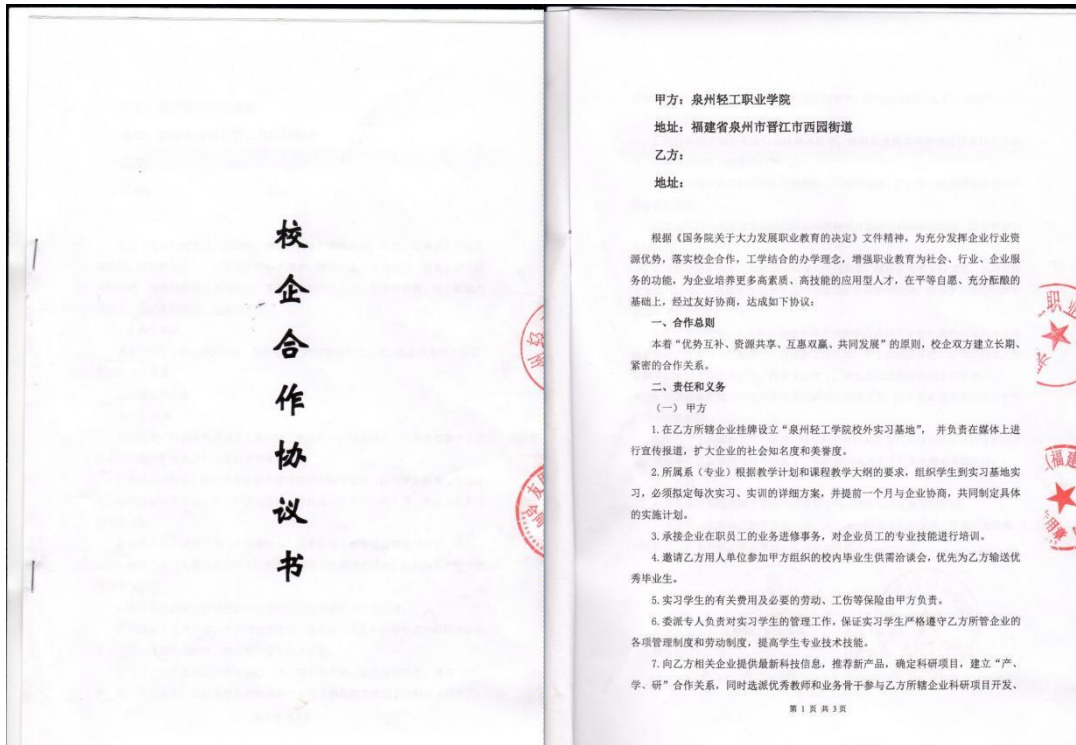 校企合作协议书
甲方：泉州轻工职业学院
地址：福建省泉州市晋江市西园街道
乙方：
地址：
根据《国务院关于大力发展职业教育的决定》文件精神，为充分发挥企业行业资
源优势，落实校企合作，工学结合的办学理念，增强职业教育为社会、行业、企业服
务的功能，为企业培养更多高素质、高技能的应用型人才，在平等自愿、充分酝酿的
基础上，经过友好协商，达成如下协议：
一、合作总则
本着“优势互补、资源共享、互惠双赢、共同发展”的原则，校企双方建立长期、
紧密的合作关系。
二、责任和义务
（一） 甲方
1.在乙方所辖企业挂牌设立“泉州轻工学院校外实习基地”， 并负责在媒体上进
行宣传报道，扩大企业的社会知名度和美誉度。
2.所属系（专业）根据教学计划和课程教学大纲的要求，组织学生到实习基地实
习，必须拟定每次实习、实训的详细方案，并提前一个月与企业协商，共同制定具体
的实施计划。
3.承接企业在职员工的业务进修事务，对企业员工的专业技能进行培训。
4.邀请乙方用人单位参加甲方组织的校内毕业生供需洽谈会，优先为乙方输送优
秀毕业生。
5.实习学生的有关费用及必要的劳动、工伤等保险由甲方负责。
6.委派专人负责对实习学生的管理工作，保证实习学生严格遵守乙方所管企业的
各项管理制度和劳动制度，提高学生专业技术技能。
7.向乙方相关企业提供最新科技信息，推荐新产品，确定科研项目，建立“产、
学、研”合作关系，同时选派优秀教师和业务骨干参与乙方所辖企业科研项目开发、
第 1 页 共 3 页